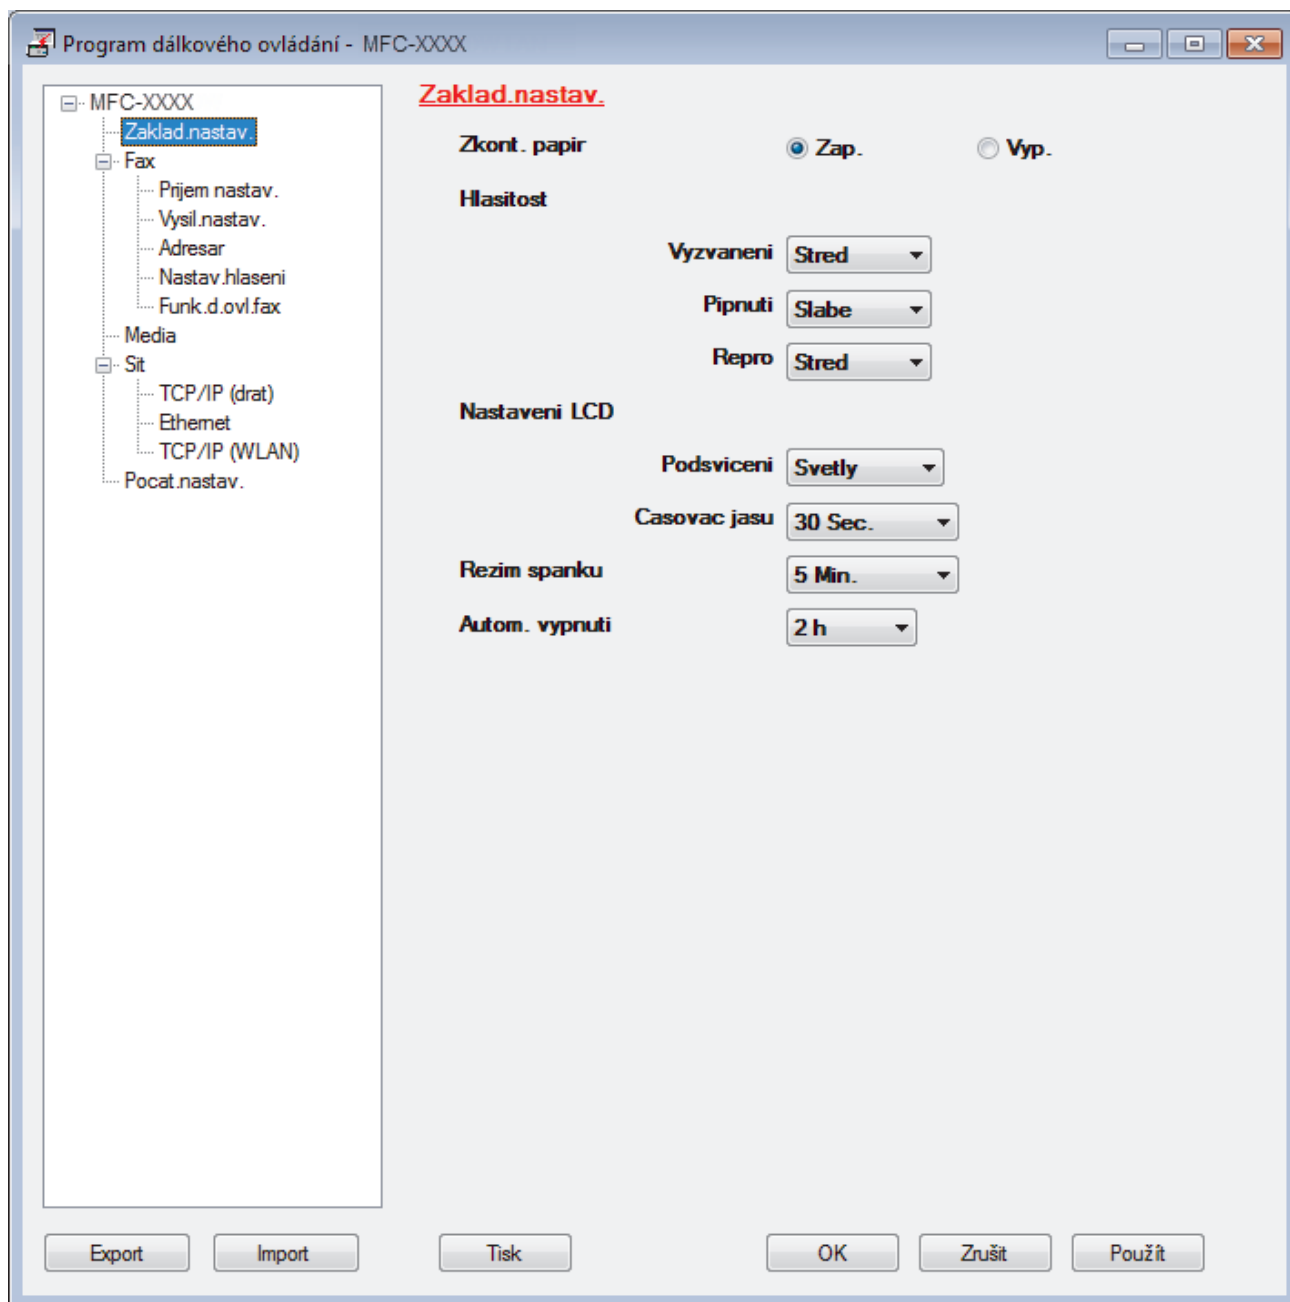 Program dálkového ovládání - MFC-XXXX
MFC-XXXX
Zaklad.nastav.
Fax
Prijem nastav.
Vysil.nastav.
Adresar
Nastav.hlaseni
Funk.d.ovl.fax
Media
Sit
TCP/IP (drat)
Ethernet
TCP/IP (WLAN)
Pocat.nastav.
Zaklad.nastav.
Zkont. papir Zap. Vyp.
Hlasitost
Vyzvaneni Stred
Pipnuti Slabe
Repro Stred
Nastaveni LCD
Podsviceni Svetly
Casovac jasu 30 Sec.
Rezim spanku 5 Min.
Autom. vypnuti 2 h
Export Import Tisk OK Zrušit Použít